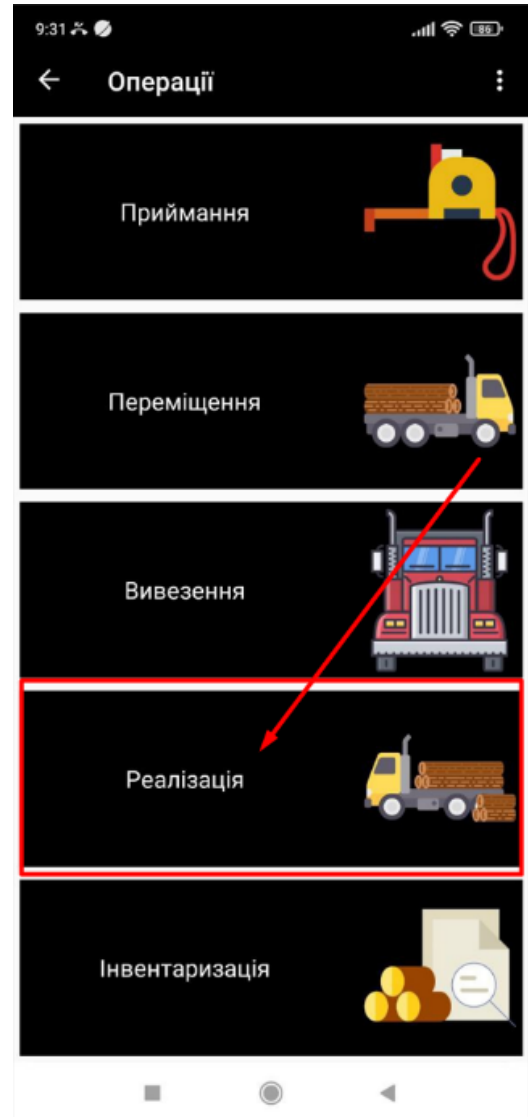 9:31
86
Операції
Приймання
Переміщення
Вивезення
Реалізація
Інвентаризація